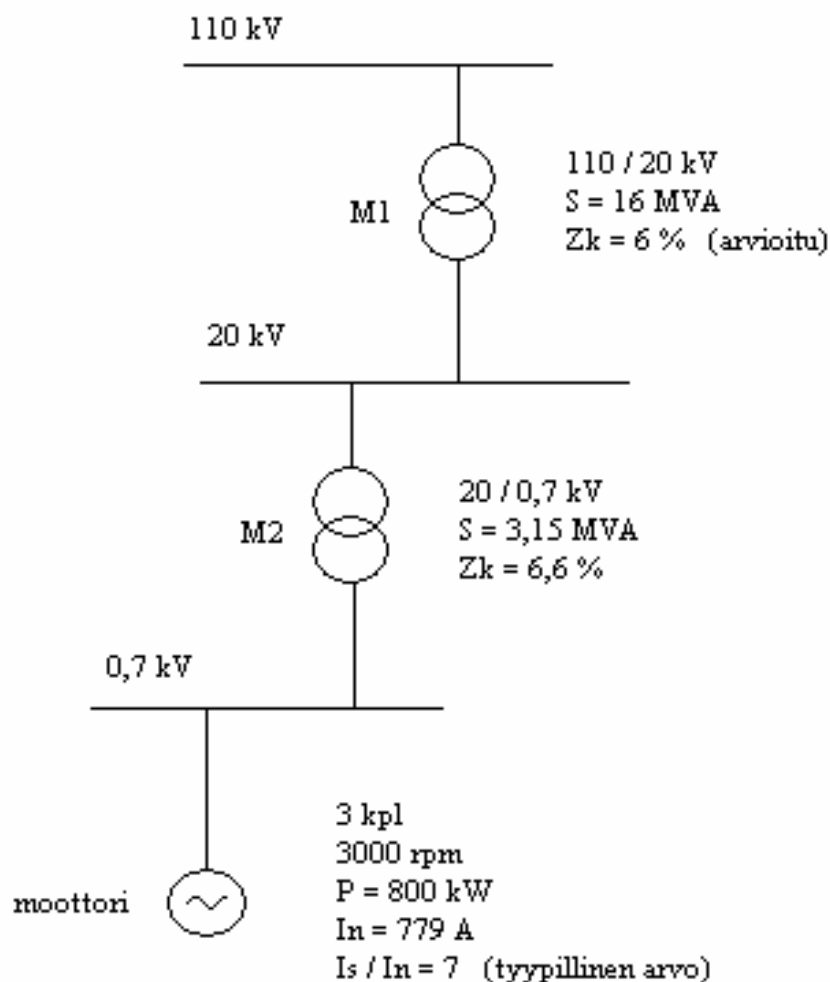 110 kV
M1
110 / 20 kV
S = 16 MVA
Zk = 6 % (arvioitu)
20 kV
M2
20 / 0,7 kV
S = 3,15 MVA
Zk = 6,6 %
0,7 kV
moottori
3 kpl
3000 rpm
P = 800 kW
In = 779 A
Is / In = 7 (tyypillinen arvo)